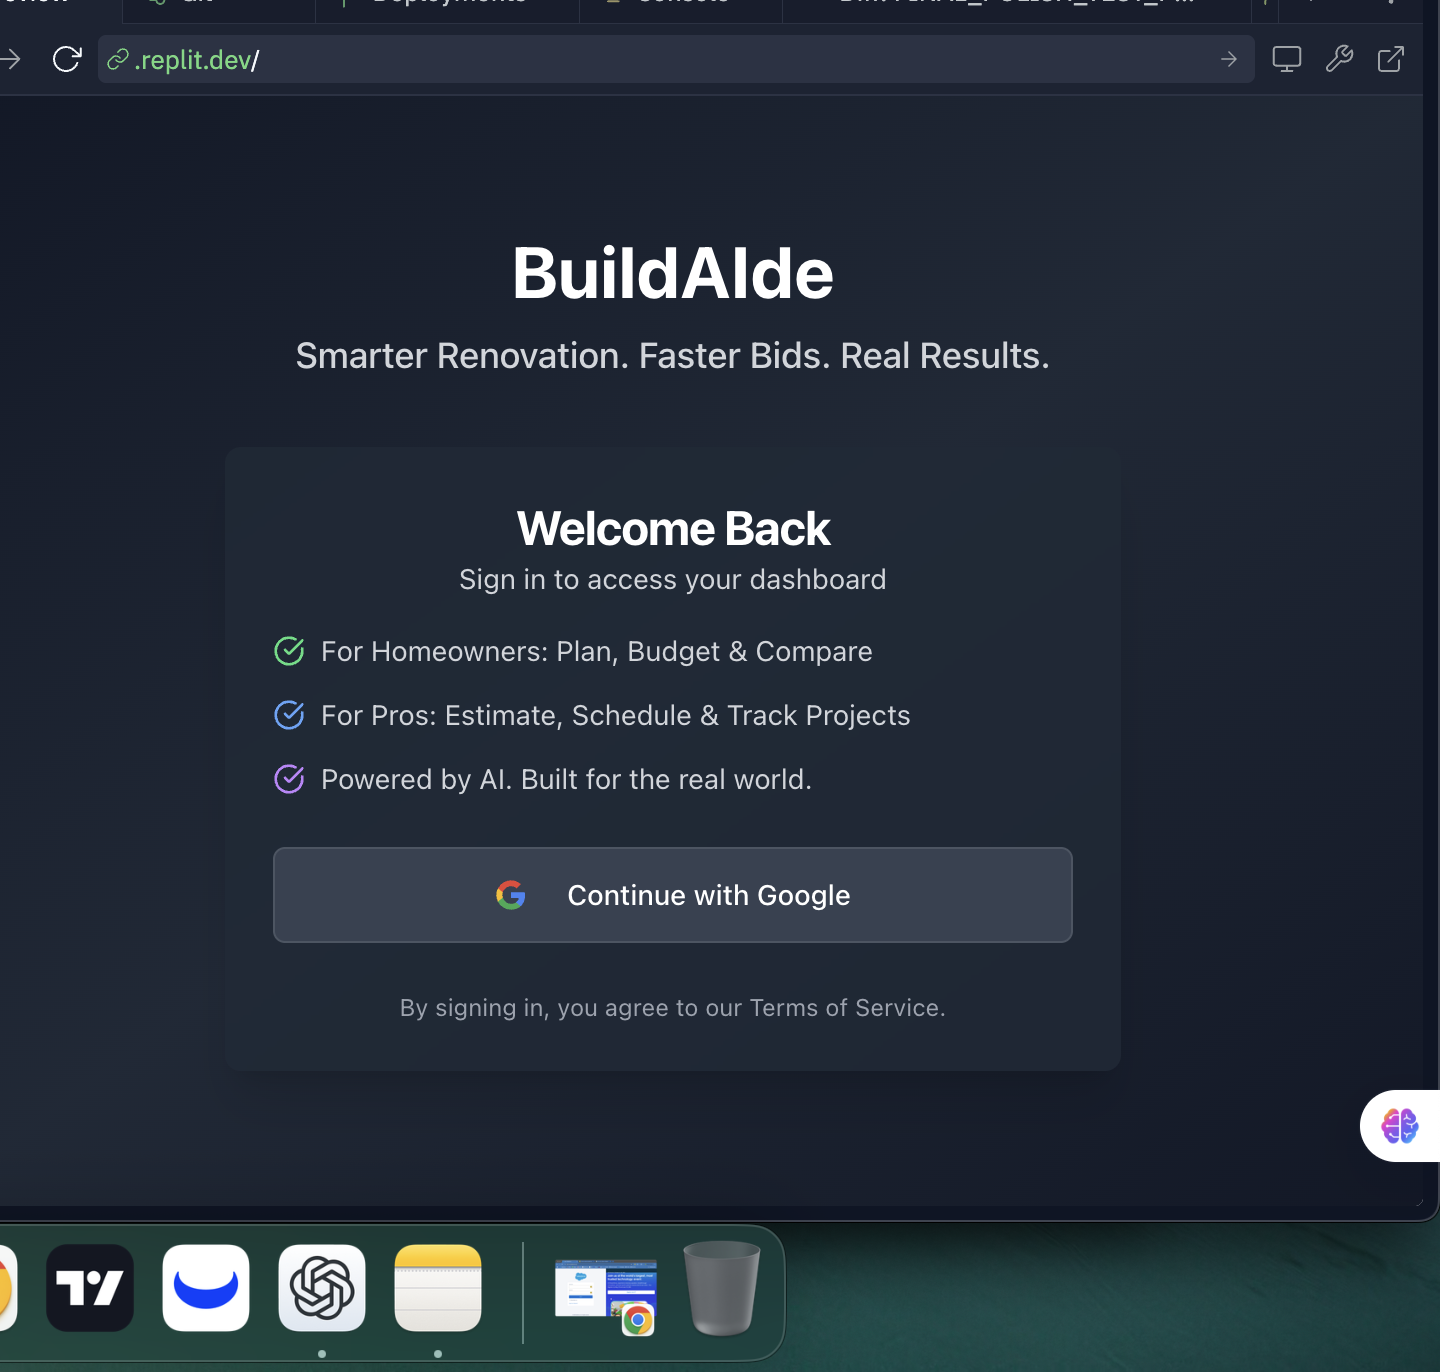 Deployments
.replit.dev/
BuildAIde
Smarter Renovation. Faster Bids. Real Results.
Welcome Back
Sign in to access your dashboard
For Homeowners: Plan, Budget & Compare
For Pros: Estimate, Schedule & Track Projects
Powered by AI. Built for the real world.
Continue with Google
By signing in, you agree to our Terms of Service.